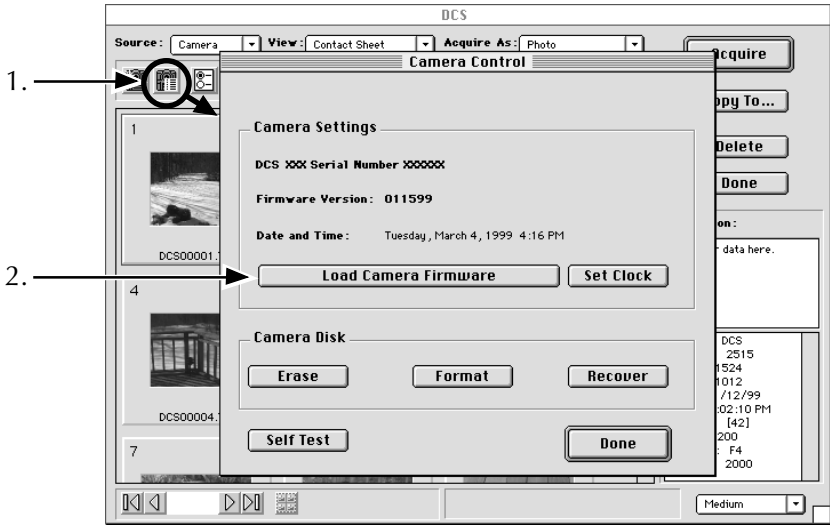 DCS
Source: Camera View: Contact Sheet Acquire As: Photo
Acquire
1.
Camera Control
Copy To...
Camera Settings
1
Delete
DCS XXX Serial Number XXXXXX
Done
Firmware Version: 011599
on:
Date and Time: Tuesday, March 4, 1999 4:16 PM
data here.
DCS00001.
2.
Load Camera Firmware Set Clock
4
Camera Disk
DCS
2515
1524
Erase Format Recover
1012
/12/99
:02:10 PM
DCS00004.
[42]
200
Self Test Done
: F4
7
2000
Medium